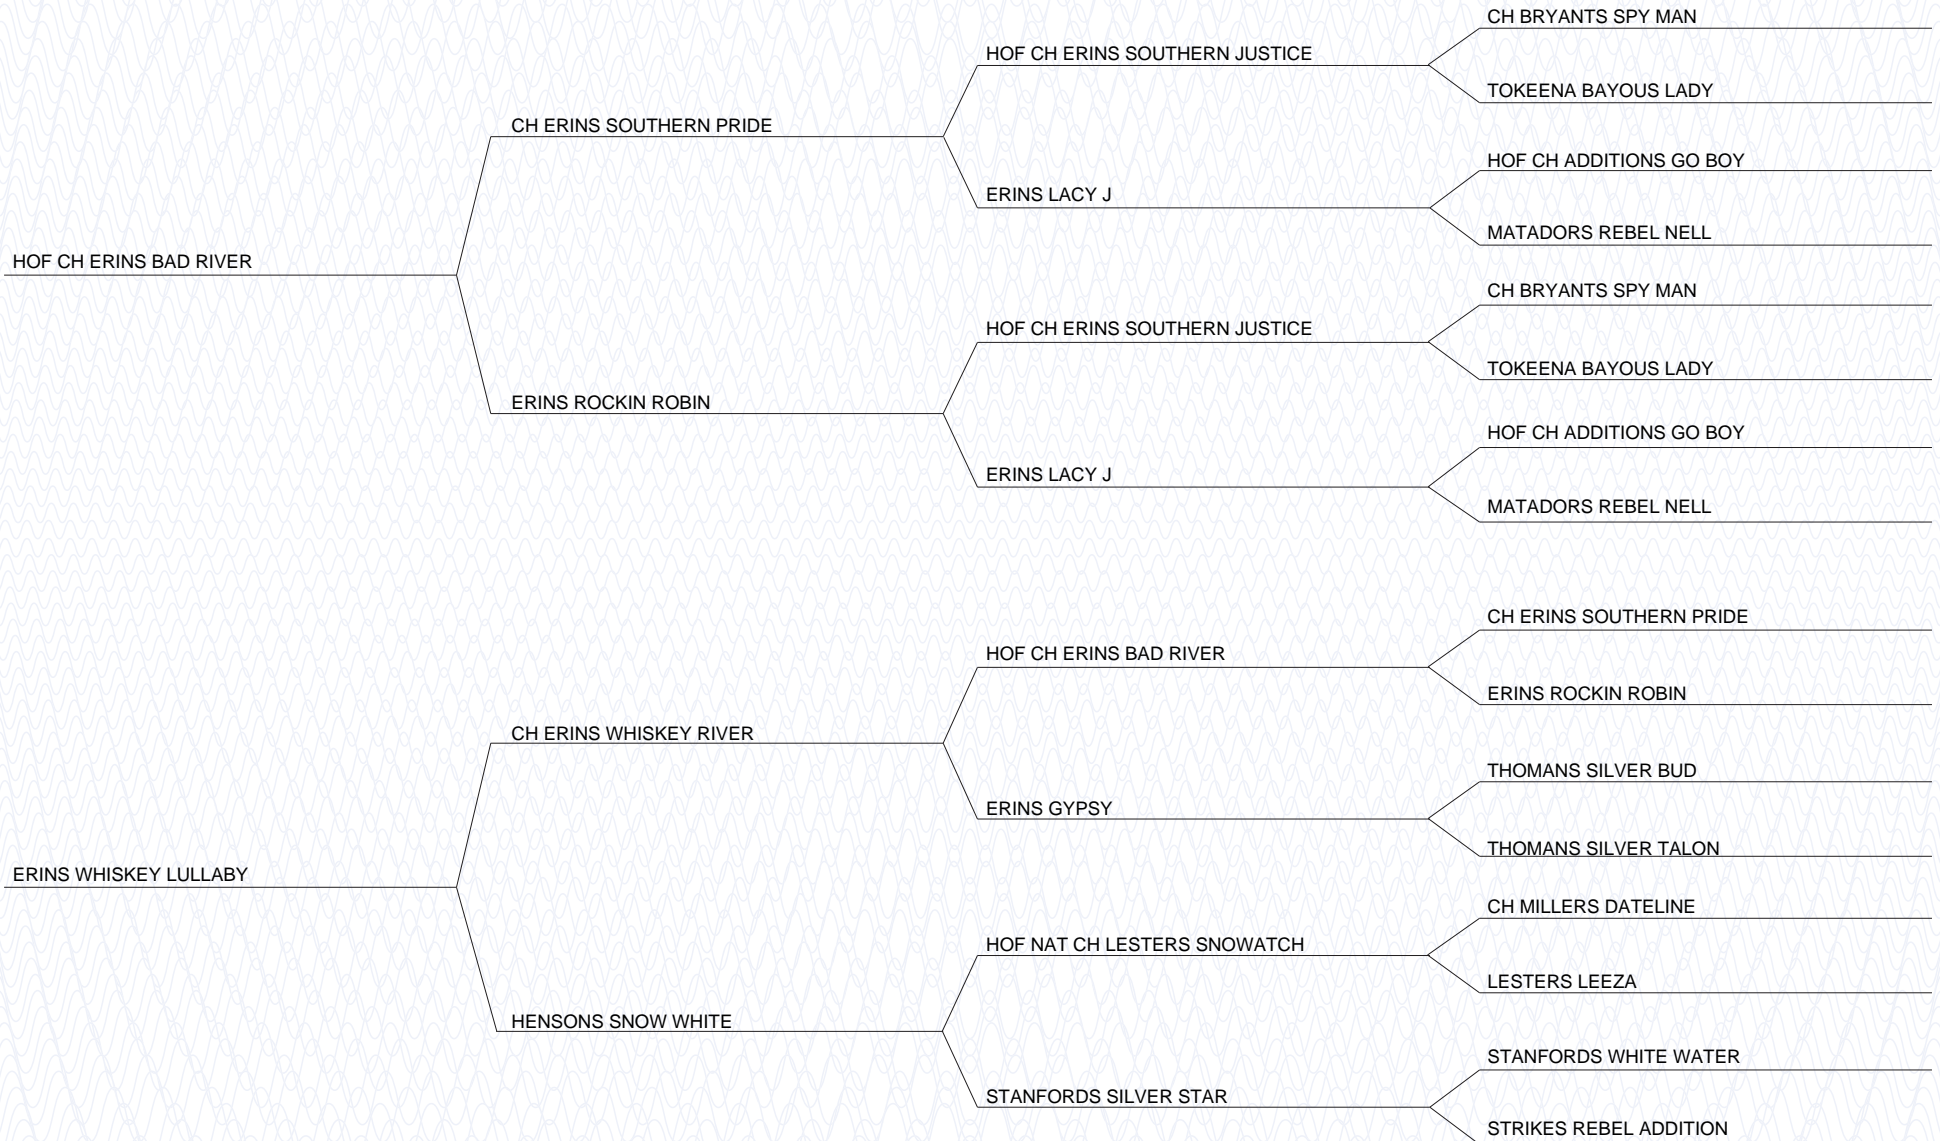 CH BRYANTS SPY MAN
HOF CH ERINS SOUTHERN JUSTICE
TOKEENA BAYOUS LADY
CH ERINS SOUTHERN PRIDE
HOF CH ADDITIONS GO BOY
ERINS LACY J
MATADORS REBEL NELL
HOF CH ERINS BAD RIVER
CH BRYANTS SPY MAN
HOF CH ERINS SOUTHERN JUSTICE
TOKEENA BAYOUS LADY
ERINS ROCKIN ROBIN
HOF CH ADDITIONS GO BOY
ERINS LACY J
MATADORS REBEL NELL
CH ERINS SOUTHERN PRIDE
HOF CH ERINS BAD RIVER
ERINS ROCKIN ROBIN
CH ERINS WHISKEY RIVER
THOMANS SILVER BUD
ERINS GYPSY
THOMANS SILVER TALON
ERINS WHISKEY LULLABY
CH MILLERS DATELINE
HOF NAT CH LESTERS SNOWATCH
LESTERS LEEZA
HENSONS SNOW WHITE
STANFORDS WHITE WATER
STANFORDS SILVER STAR
STRIKES REBEL ADDITION